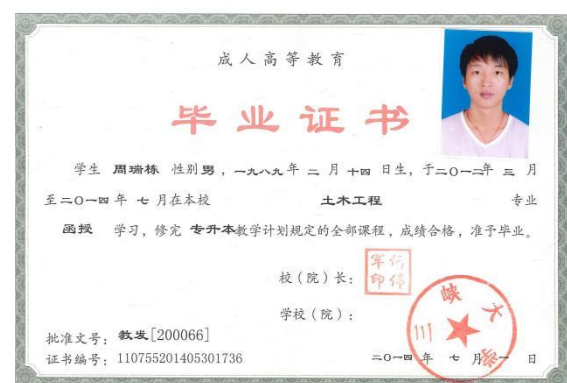 成人高等教育
毕业证书
学生 周瑞栋 性别男，一九八九年 二 月 十四 日生，于二〇一二年 三 月
至二〇一四 年 七 月在本校 土木工程 专业
函授 学习，修完 专升本教学计划规定的全部课程，成绩合格，准予毕业。
校（院）长：
学校（院）：
三峡大学
批准文号：教发[200066]
证书编号：110755201405301736
二〇一四 年 七 月 一 日